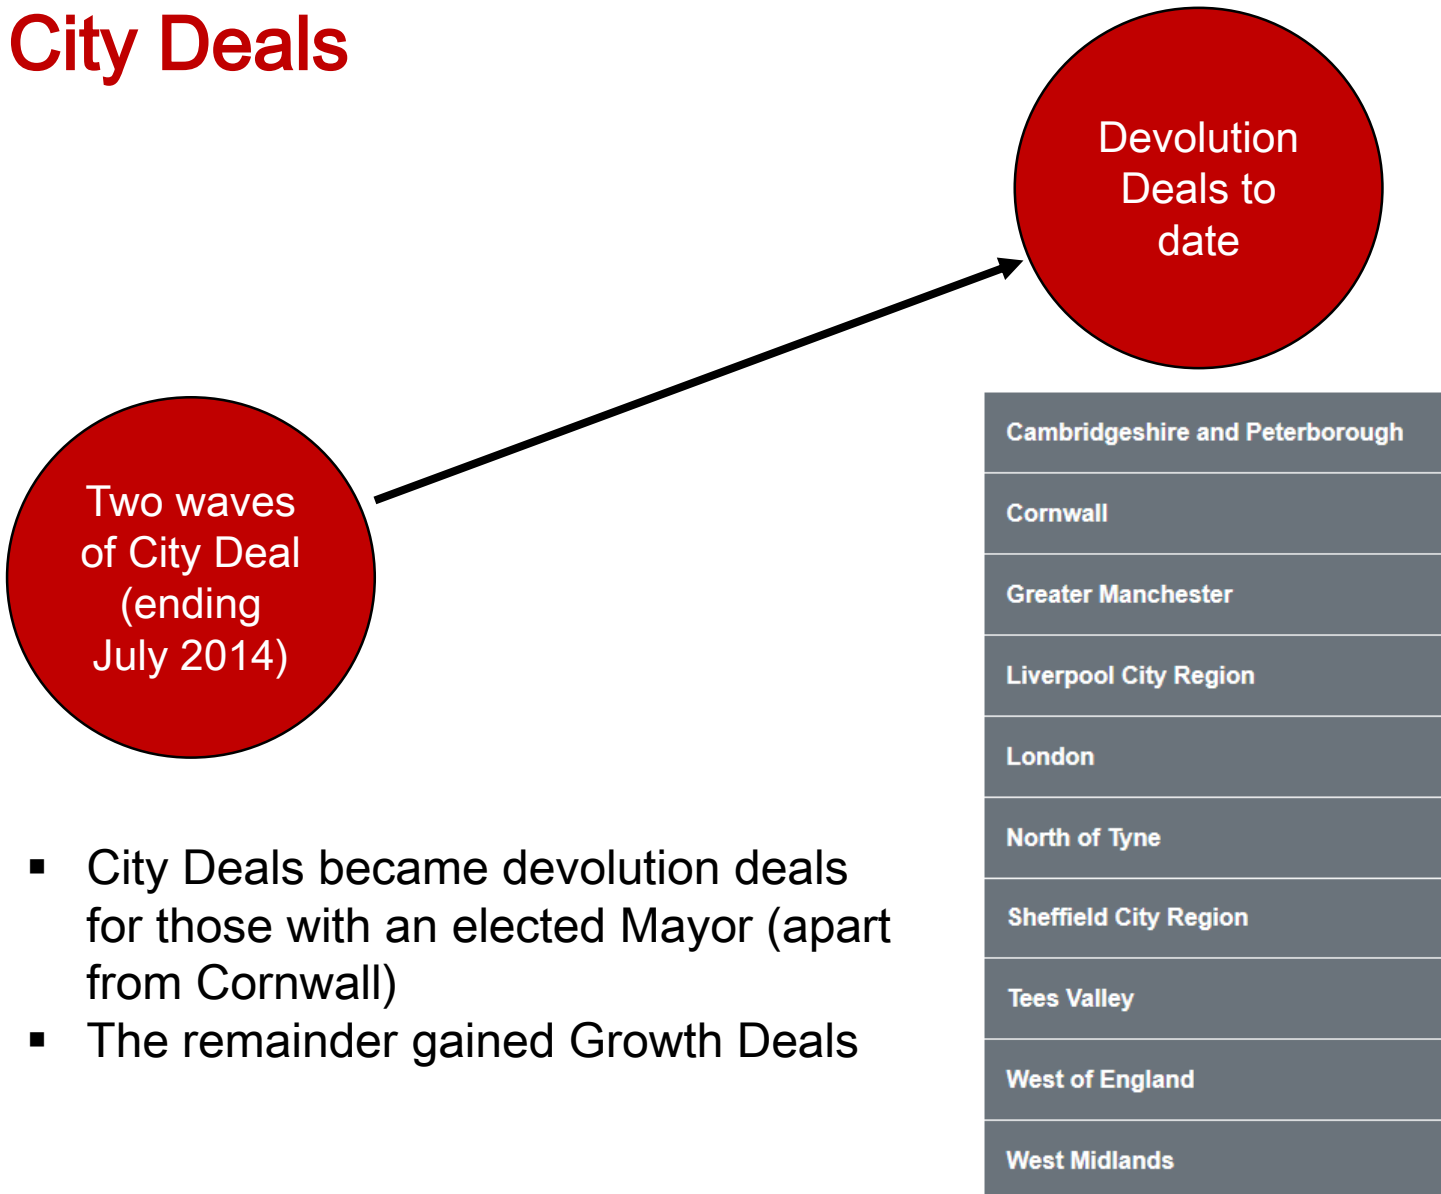 City Deals
Devolution
Deals to
date
Two waves
of City Deal
(ending
July 2014)
▪ City Deals became devolution deals
for those with an elected Mayor (apart
from Cornwall)
▪ The remainder gained Growth Deals
Cambridgeshire and Peterborough
Cornwall
Greater Manchester
Liverpool City Region
London
North of Tyne
Sheffield City Region
Tees Valley
West of England
West Midlands